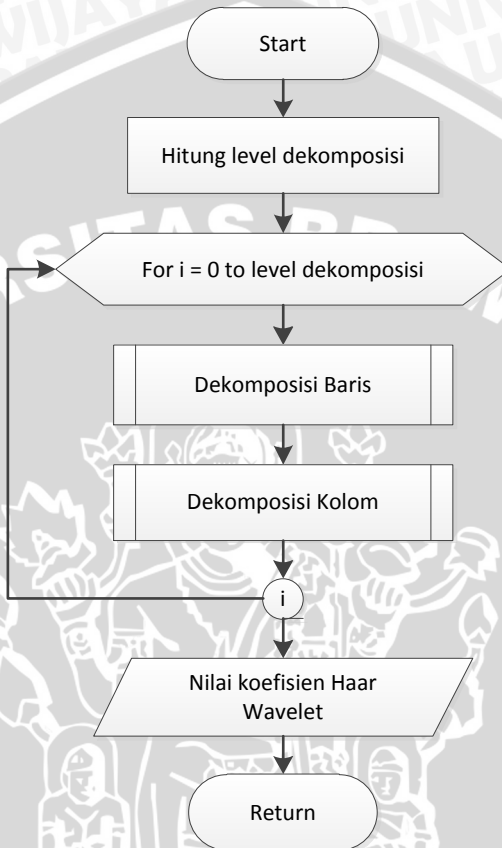 Start
Hitung level dekomposisi
For i = 0 to level dekomposisi
Dekomposisi Baris
Dekomposisi Kolom
i
Nilai koefisien Haar
Wavelet
Return